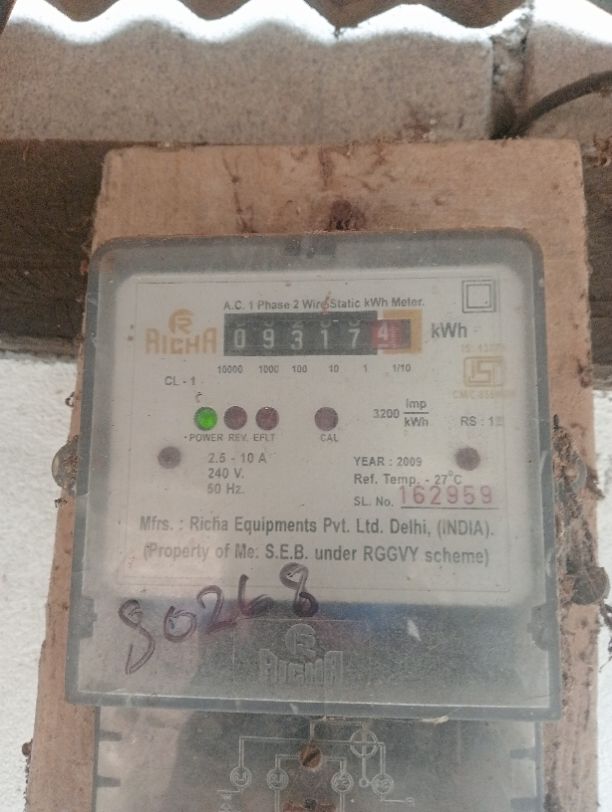 A.C. 1 Phase 2 Wire Static kWh Meter.
RICHA
093174 kWh
10000 1000 100 10 1 1/10
CL - 1
3200 imp/kWh
RS : 1
POWER REV. EFLT CAL
2.5 - 10 A
240 V.
50 Hz.
YEAR : 2009
Ref. Temp. - 27°C
SL. No. 162959
Mfrs. : Richa Equipments Pvt. Ltd. Delhi, (INDIA).
(Property of Me. S.E.B. under RGGVY scheme)
80268
RICHA